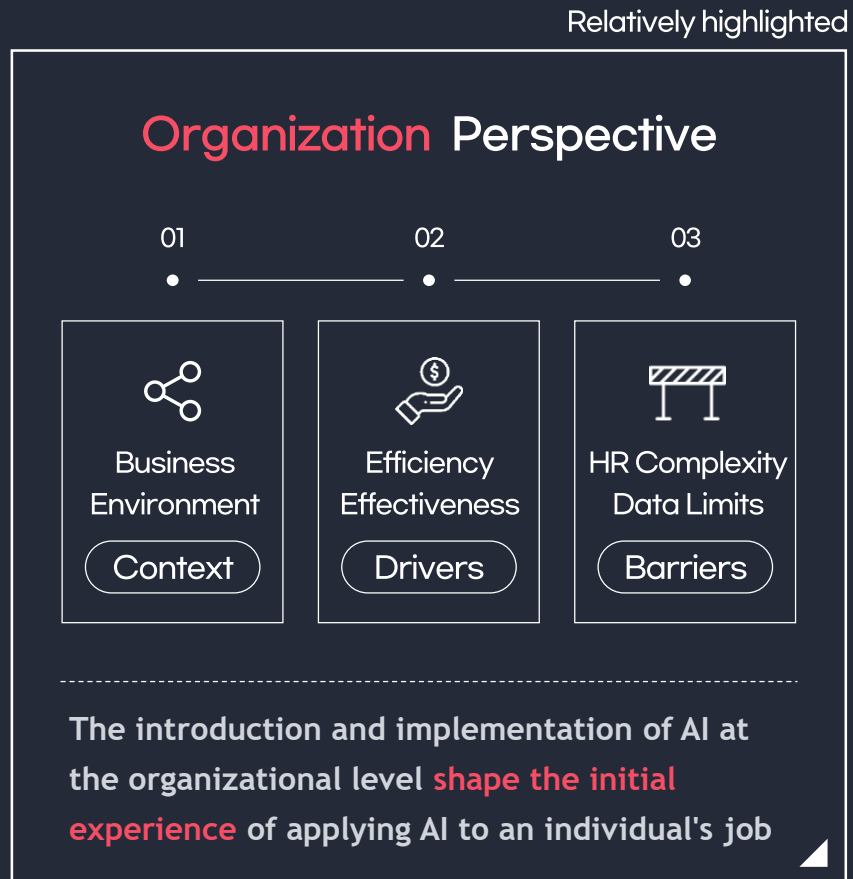 Relatively highlighted
Organization Perspective
01
02
03
Business
Environment
Context
$
Efficiency
Effectiveness
Drivers
HR Complexity
Data Limits
Barriers
The introduction and implementation of AI at
the organizational level shape the initial
experience of applying AI to an individual's job